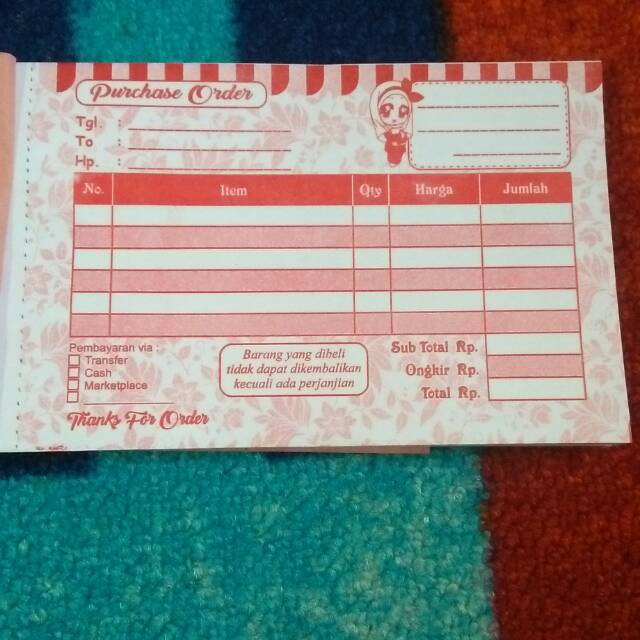 Purchase Order
Tgl. :
To :
Hp. :
No. Item Qty Harga Jumlah
Pembayaran via :
Transfer
Cash
Marketplace
Barang yang dibeli
tidak dapat dikembalikan
kecuali ada perjanjian
Sub Total Rp.
Ongkir Rp.
Total Rp.
Thanks For Order